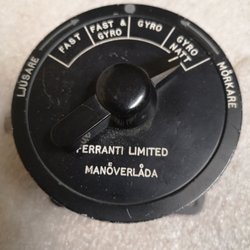 LJUSARE
FAST
FAST &
GYRO
GYRO
GYRO
NATT
MÖRKARE
FERRANTI LIMITED
MANÖVERLÅDA